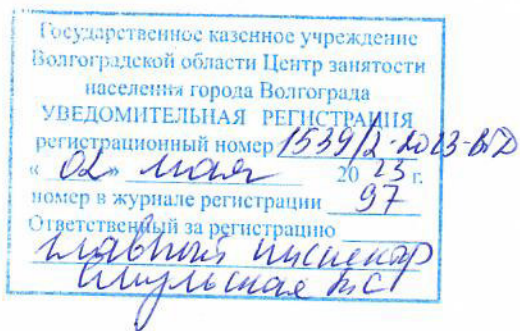 Государственное казенное учреждение
Волгоградской области Центр занятости
населения города Волгограда
УВЕДОМИТЕЛЬНАЯ РЕГИСТРАЦИЯ
регистрационный номер 1539/2-2023-ВГД
« 02 » мая 20 23 г.
номер в журнале регистрации 97
Ответственный за регистрацию
главный инспектор